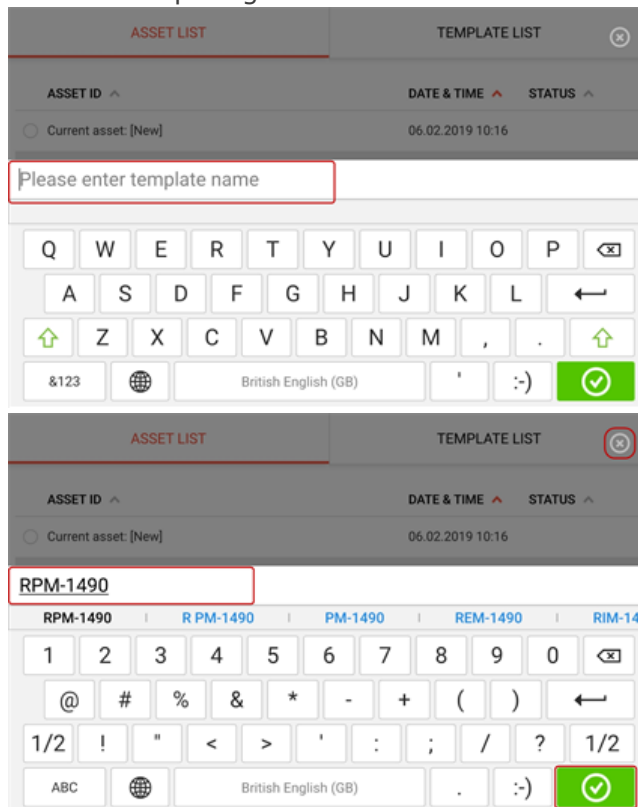 ASSET LIST TEMPLATE LIST
ASSET ID DATE & TIME STATUS
Current asset: [New] 06.02.2019 10:16
Please enter template name
Q W E R T Y U I O P
A S D F G H J K L
Z X C V B N M , .
&123 British English (GB) ' :-)
ASSET LIST TEMPLATE LIST
ASSET ID DATE & TIME STATUS
Current asset: [New] 06.02.2019 10:16
RPM-1490
RPM-1490 R PM-1490 PM-1490 REM-1490 RIM-14
1 2 3 4 5 6 7 8 9 0
@ # % & * - + ( )
1/2 ! " < > ' : ; / ? 1/2
ABC British English (GB) . :-)